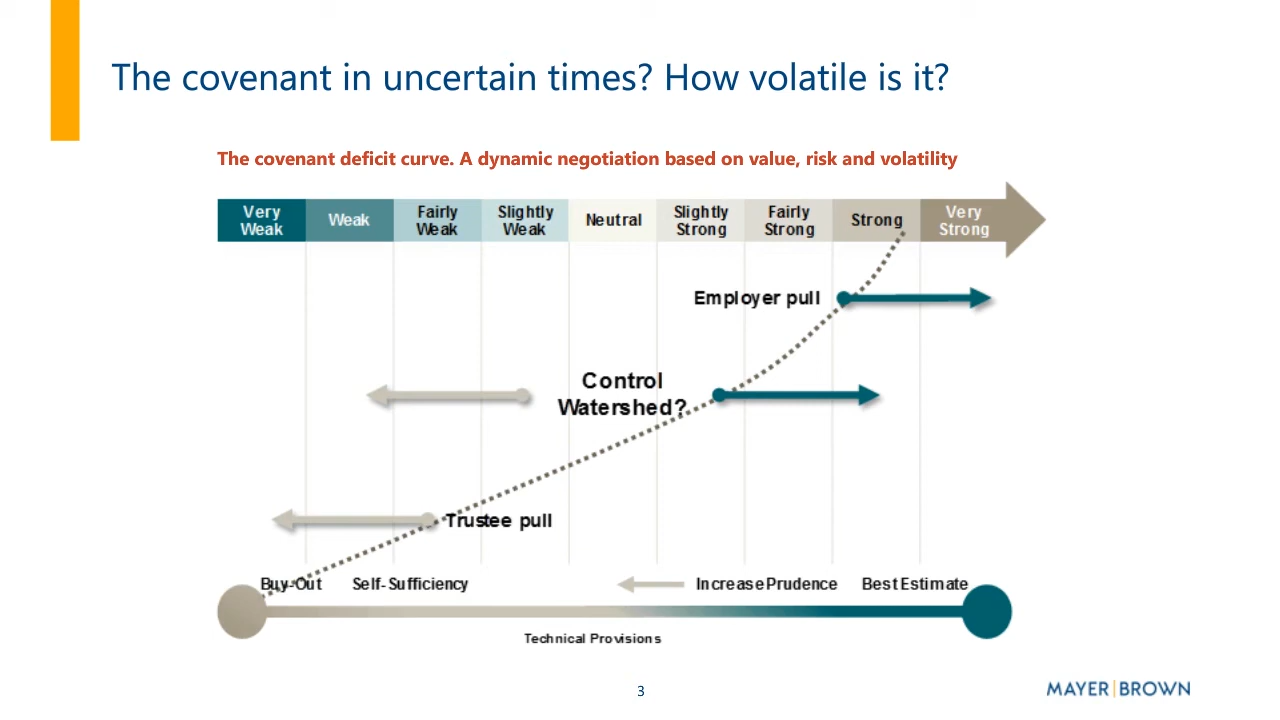 The covenant in uncertain times? How volatile is it?
The covenant deficit curve. A dynamic negotiation based on value, risk and volatility
Very
Weak
Weak
Fairly
Weak
Slightly
Weak
Neutral
Slightly
Strong
Fairly
Strong
Strong
Very
Strong
Employer pull
Control
Watershed?
Trustee pull
Buy-Out
Self-Sufficiency
Increase Prudence
Best Estimate
Technical Provisions
3
MAYER|BROWN